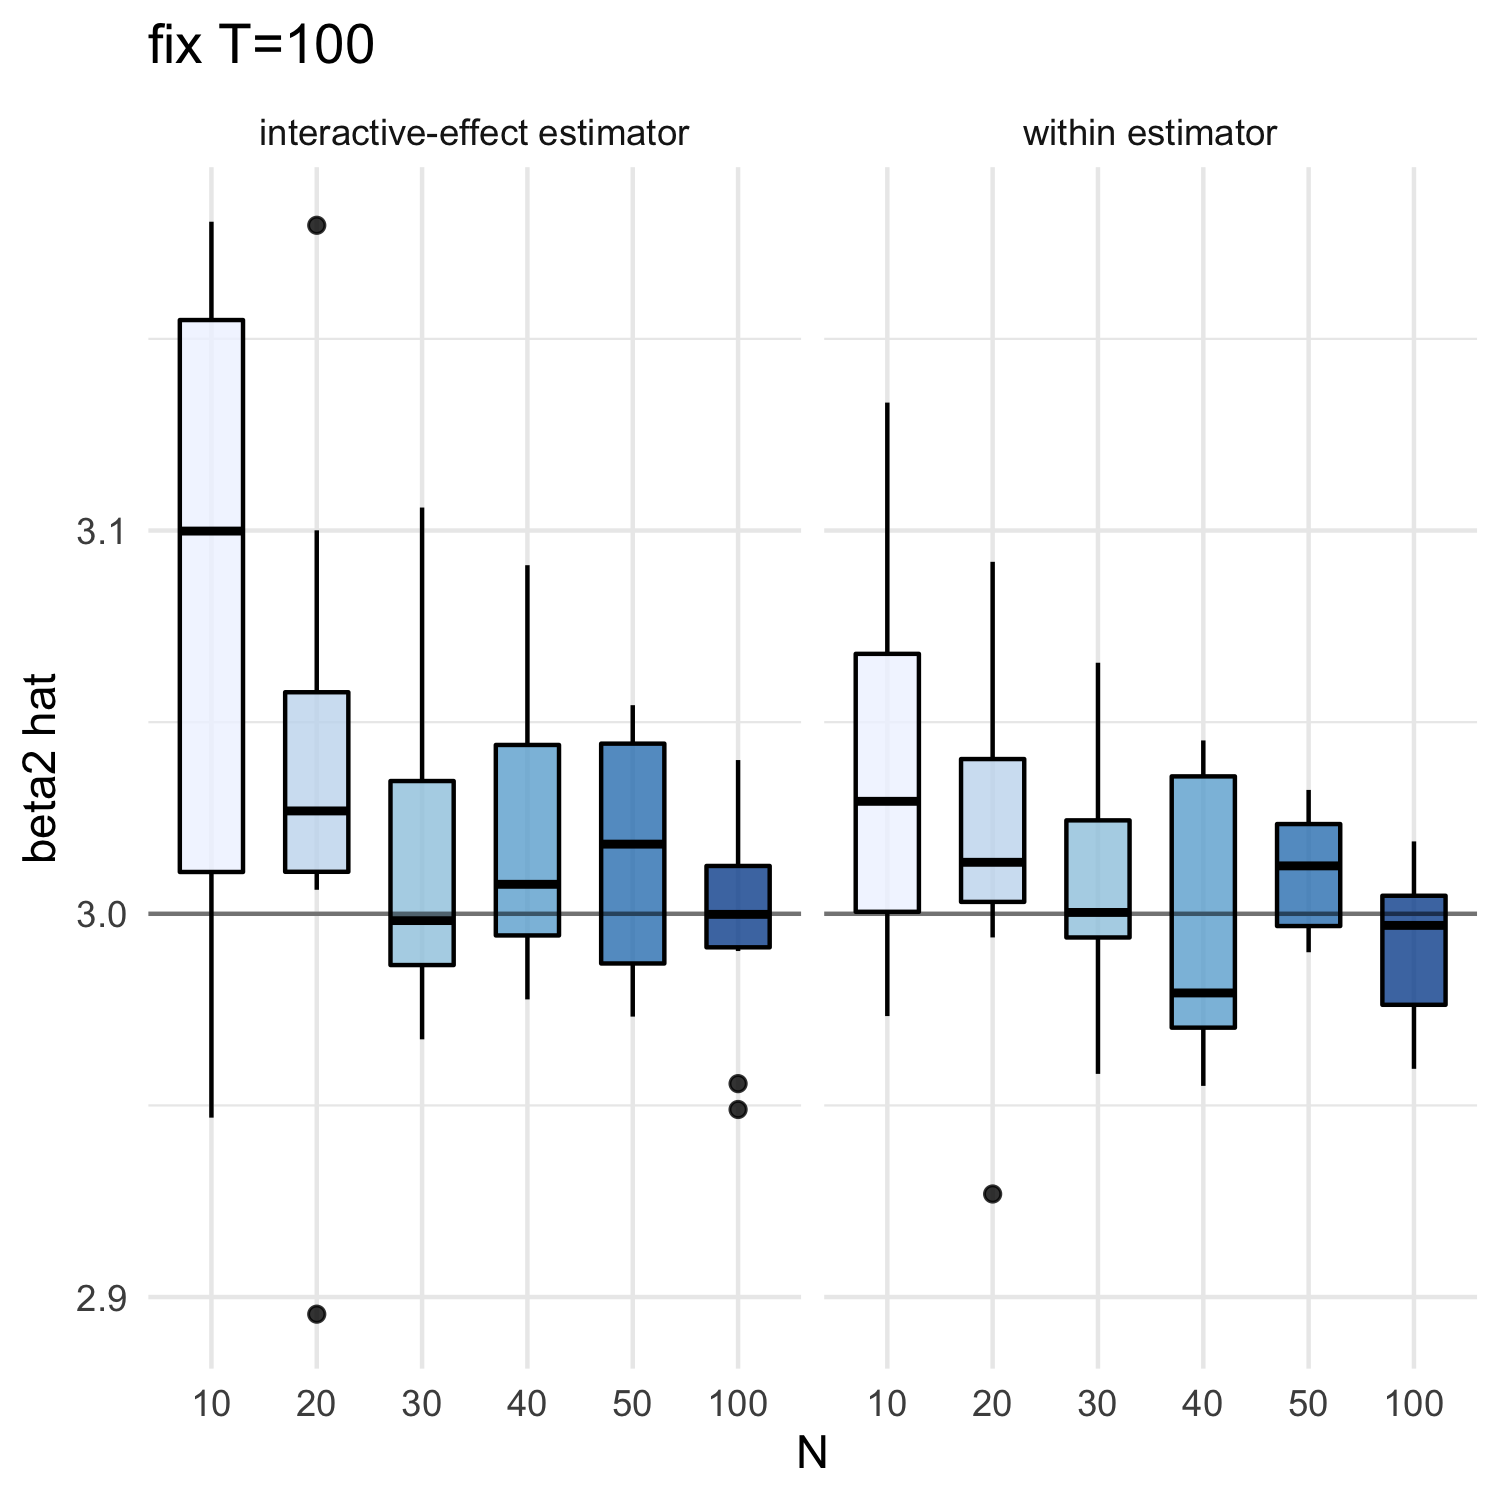 fix T=100
interactive-effect estimator
within estimator
beta2 hat
3.1
3.0
2.9
10 20 30 40 50 100
10 20 30 40 50 100
N